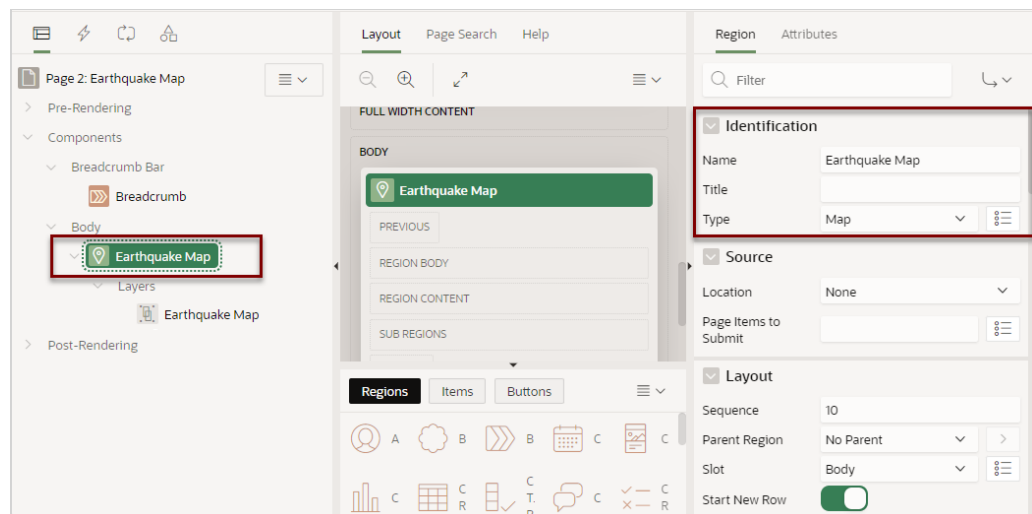 Page 2: Earthquake Map
Pre-Rendering
Components
Breadcrumb Bar
Breadcrumb
Body
Earthquake Map
Layers
Earthquake Map
Post-Rendering
Layout Page Search Help
FULL WIDTH CONTENT
BODY
Earthquake Map
PREVIOUS
REGION BODY
REGION CONTENT
SUB REGIONS
Regions Items Buttons
A B B C C
C C C C C
R T. R
Region Attributes
Filter
Identification
Name Earthquake Map
Title
Type Map
Source
Location None
Page Items to
Submit
Layout
Sequence 10
Parent Region No Parent
Slot Body
Start New Row